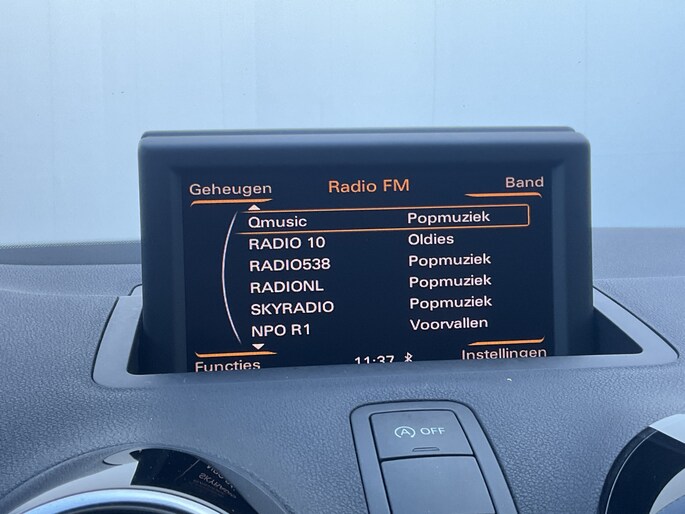 Radio FM
Geheugen
Band
Qmusic Popmuziek
RADIO 10 Oldies
RADIO538 Popmuziek
RADIONL Popmuziek
SKYRADIO Popmuziek
NPO R1 Voorvallen
Functies 11:37 Instellingen
A OFF